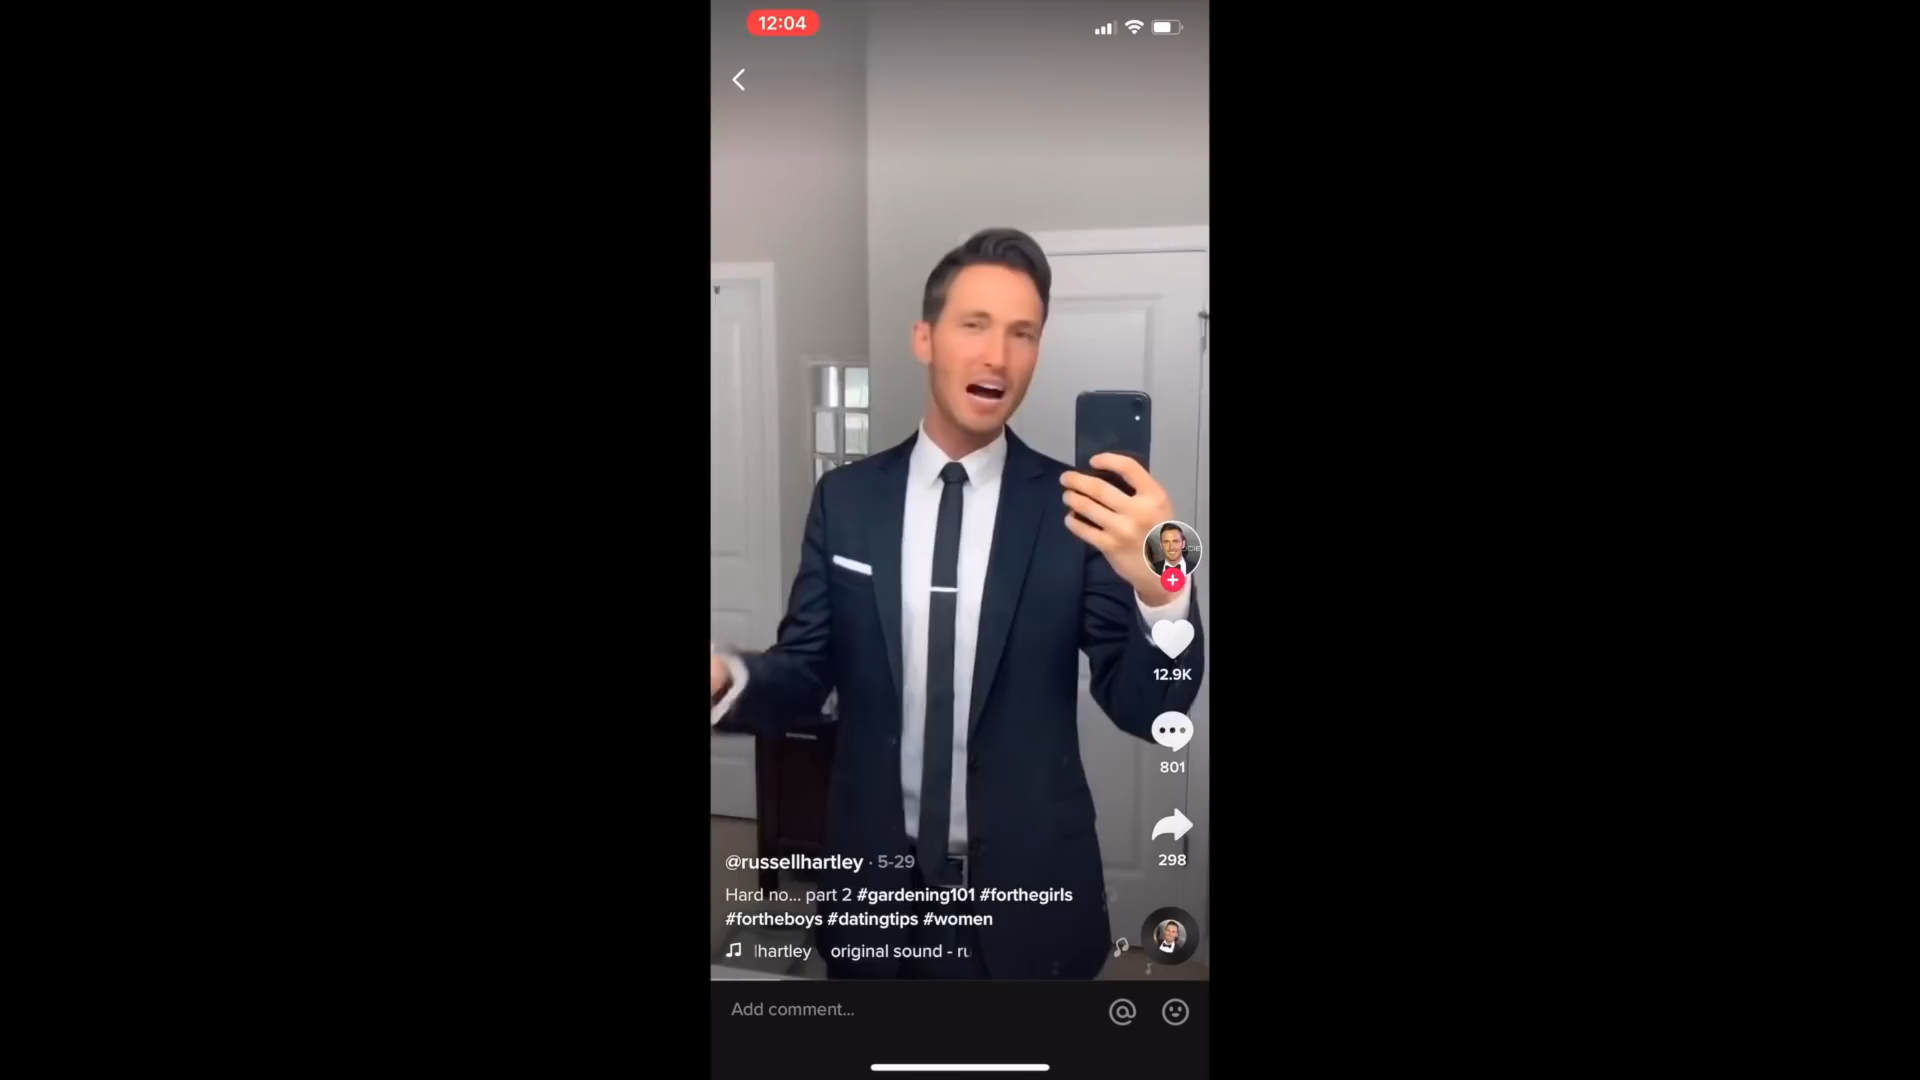 12:04
12.9K
801
298
@russellhartley · 5-29
Hard no... part 2 #gardening101 #forthegirls
#fortheboys #datingtips #women
lhartley original sound - ru
Add comment...